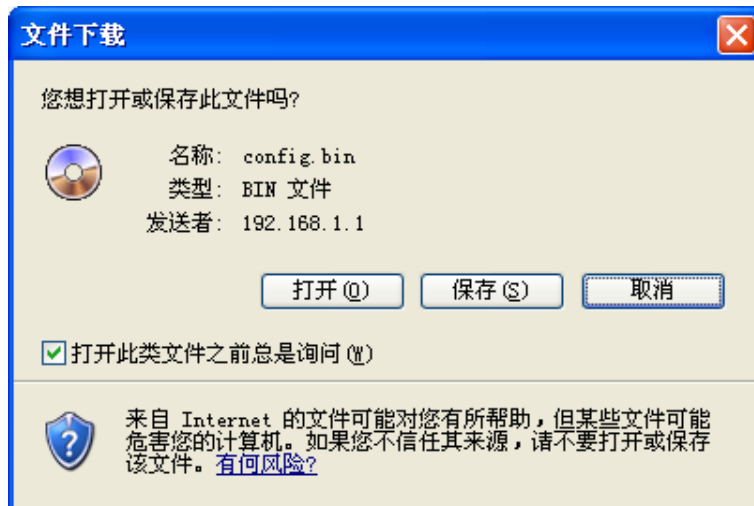 文件下载
您想打开或保存此文件吗?
名称: config.bin
类型: BIN 文件
发送者: 192.168.1.1
打开(O) 保存(S) 取消
打开此类文件之前总是询问(W)
来自 Internet 的文件可能对您有所帮助，但某些文件可能
危害您的计算机。如果您不信任其来源，请不要打开或保存
该文件。有何风险?